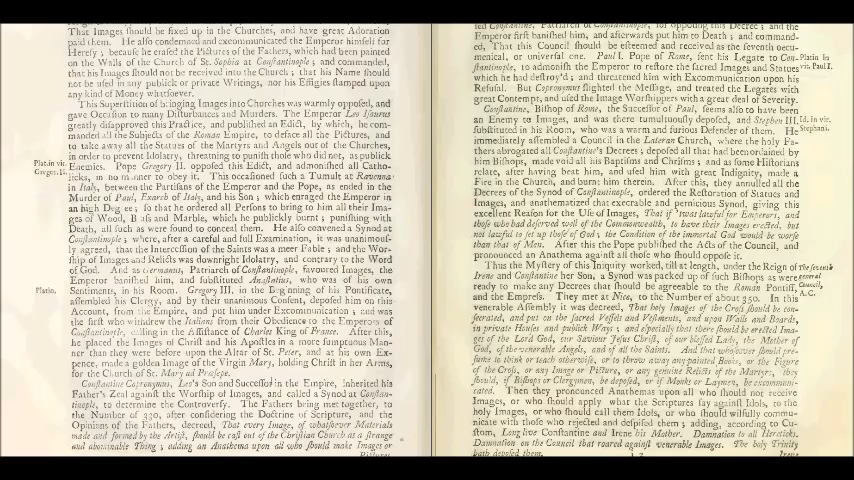 That Images should be fixed up in the Churches, and have great Adoration
paid them. He also condemned and excommunicated the Emperor himself for
Heresy; because he erased the Pictures of the Fathers, which had been painted
on the Walls of the Church of St. Sophia at Constantinople; and commanded,
that his Images should not be received into the Church; that his Name should
not be used in any publick or private Writings, nor his Effigies stamped upon
any kind of Money whatsoever.
This Superstition of bringing Images into Churches was warmly opposed, and
gave Occasion to many Disturbances and Murders. The Emperor Leo Isaurus
greatly disapproved this Practice, and published an Edict, by which, he com-
manded all the Subjects of the Roman Empire, to deface all the Pictures, and
to take away all the Statues of the Martyrs and Angels out of the Churches,
in order to prevent Idolatry, threatning to punish those who did not, as publick
Plat. in vit.
Gregor. II.
Enemies. Pope Gregory II. opposed this Edict, and admonished all Catho-
licks, in no manner to obey it. This occasioned such a Tumult at Ravenna
in Italy, between the Partisans of the Emperor and the Pope, as ended in the
Murder of Paul, Exarch of Italy, and his Son; which enraged the Emperor in
an high Degree; so that he ordered all Persons to bring to him all their Ima-
ges of Wood, Brass and Marble, which he publickly burnt; punishing with
Death, all such as were found to conceal them. He also convened a Synod at
Constantinople; where, after a careful and full Examination, it was unanimous-
ly agreed, that the Intercession of the Saints was a meer Fable; and the Wor-
ship of Images and Relicts was downright Idolatry, and contrary to the Word
of God. And as Germanus, Patriarch of Constantinople, favoured Images, the
Emperor banished him, and substituted Anastasius, who was of his own
Platin.
Sentiments, in his Room. Gregory III. in the Beginning of his Pontificate,
assembled his Clergy, and by their unanimous Consent, deposed him on this
Account, from the Empire, and put him under Excommunication; and was
the first who withdrew the Italians from their Obedience to the Emperors of
Constantinople, calling in the Assistance of Charles King of France. After this,
he placed the Images of Christ and his Apostles in a more sumptuous Man-
ner than they were before upon the Altar of St. Peter, and at his own Ex-
pence, made a golden Image of the Virgin Mary, holding Christ in her Arms,
for the Church of St. Mary ad Præsepe.
Constantine Copronymus, Leo's Son and Successor in the Empire, inherited his
Father's Zeal against the Worship of Images, and called a Synod at Constan-
tinople, to determine the Controversy. The Fathers being met together, to
the Number of 330, after considering the Doctrine of Scripture, and the
Opinions of the Fathers, decreed, That every Image, of whatsoever Materials
made and formed by the Artist, should be cast out of the Christian Church as a strange
and abominable Thing; adding an Anathema upon all who should make Images or
Pictures
Constantine, Patriarch of Constantinople, for opposing this Decree; and the
Emperor first banished him, and afterwards put him to Death; and command-
ed, That this Council should be esteemed and received as the seventh oecu-
menical, or universal one. Paul I. Pope of Rome, sent his Legate to Con-
stantinople, to admonish the Emperor to restore the sacred Images and Statues
Platin in
vit. Paul I.
which he had destroy'd; and threatned him with Excommunication upon his
Refusal. But Copronymus slighted the Message, and treated the Legates with
great Contempt, and used the Image Worshippers with a great deal of Severity.
Constantine, Bishop of Rome, the Successor of Paul, seems also to have been
an Enemy to Images, and was therefore tumultuously deposed, and Stephen III.
substituted in his Room, who was a warm and furious Defender of them. He
Id. in vit.
Stephani.
immediately assembled a Council in the Lateran Church, where the holy Fa-
thers abrogated all Constantine's Decrees; deposed all that had been ordained by
him Bishops, made void all his Baptisms and Chrisms; and as some Historians
relate, after having beat him, and used him with great Indignity, made a
Fire in the Church, and burnt him therein. After this, they annulled all the
Decrees of the Synod of Constantinople, ordered the Restoration of Statues and
Images, and anathematized that execrable and pernicious Synod, giving this
excellent Reason for the Use of Images, That if 'twas lawful for Emperors, and
those who had deserved well of the Commonwealth, to have their Images erected, but
not lawful to set up those of God; the Condition of the immortal God would be worse
than that of Men. After this the Pope published the Acts of the Council, and
pronounced an Anathema against all those who should oppose it.
Thus the Mystery of this Iniquity worked, till at length, under the Reign of
Irene and Constantine her Son, a Synod was packed up of such Bishops as were
ready to make any Decrees that should be agreeable to the Roman Pontiff,
The seventh
general
Council,
A.C.
and the Empress. They met at Nice, to the Number of about 350. In this
venerable Assembly it was decreed, That holy Images of the Cross should be con-
secrated, and put on the sacred Vessels and Vestments, and upon Walls and Boards,
in private Houses and publick Ways; and especially that there should be erected Ima-
ges of the Lord God, our Saviour Jesus Christ, of our blessed Lady, the Mother of
God, of the venerable Angels, and of all the Saints. And that whosoever should pre-
sume to think or teach otherwise, or to throw away any painted Books, or the Figure
of the Cross, or any Image or Picture, or any genuine Relicts of the Martyrs; they
should, if Bishops or Clergymen, be deposed, or if Monks or Laymen, be excommuni-
cated. Then they pronounced Anathemas upon all who should not receive
Images, or who should apply what the Scriptures say against Idols, to the
holy Images, or who should call them Idols, or who should wilfully commu-
nicate with those who rejected and despised them; adding, according to Cu-
stom, Long live Constantine and Irene his Mother. Damnation to all Hereticks.
Damnation on the Council that roared against venerable Images. The holy Trinity
hath deposed them.
Irene